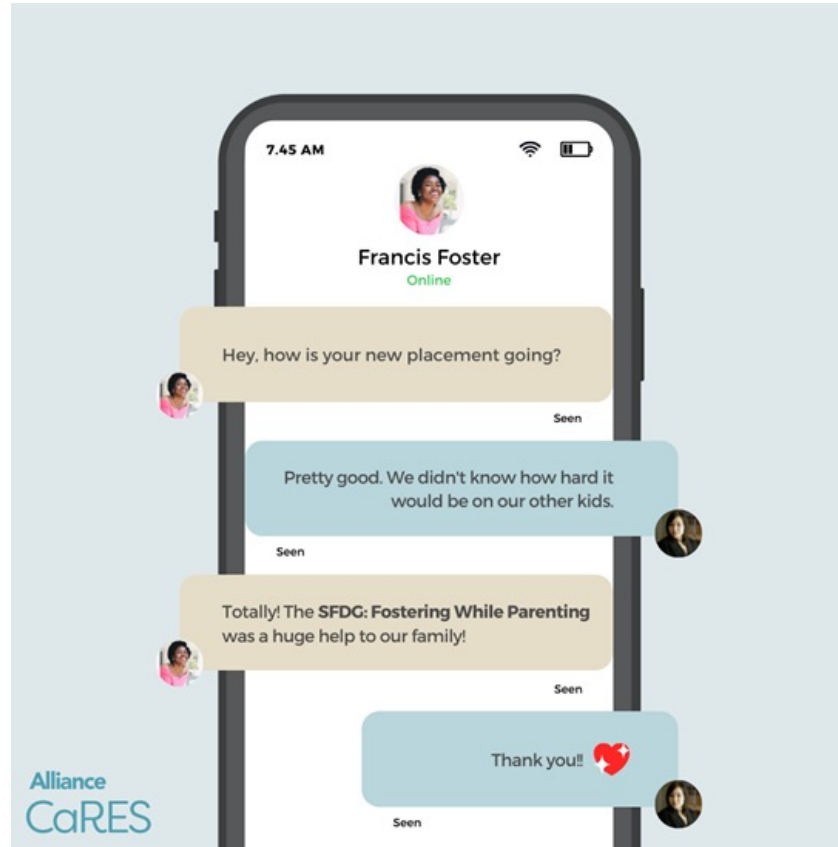 7.45 AM
Francis Foster
Online
Hey, how is your new placement going?
Seen
Pretty good. We didn't know how hard it
would be on our other kids.
Seen
Totally! The SFDG: Fostering While Parenting
was a huge help to our family!
Seen
Thank you!!
Seen
Alliance
CaRES